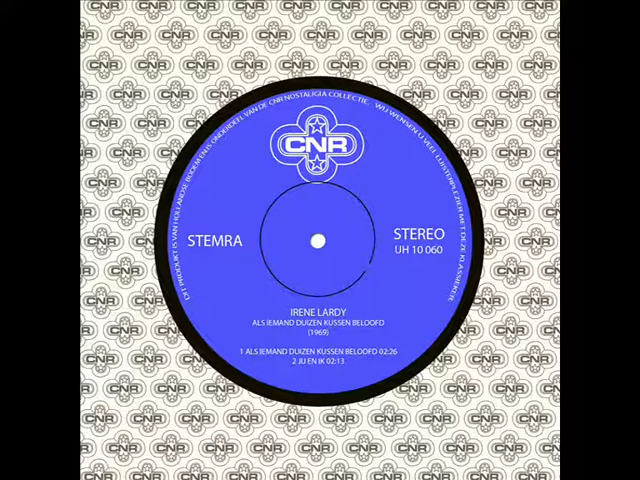 DIT PRODUKT IS VAN HOLLANDSE BODEM EN IS ONDERDEEL VAN DE CNR NOSTALIGIA COLLECTIE. WIJ WENSEN U VEEL LUISTERPLEZIER MET DEZE KLASSIEKER.
CNR
STEMRA
STEREO
UH 10 060
IRENE LARDY
ALS IEMAND DUIZEN KUSSEN BELOOFD
(1969)
1 ALS IEMAND DUIZEN KUSSEN BELOOFD 02:26
2 JIJ EN IK 02:13